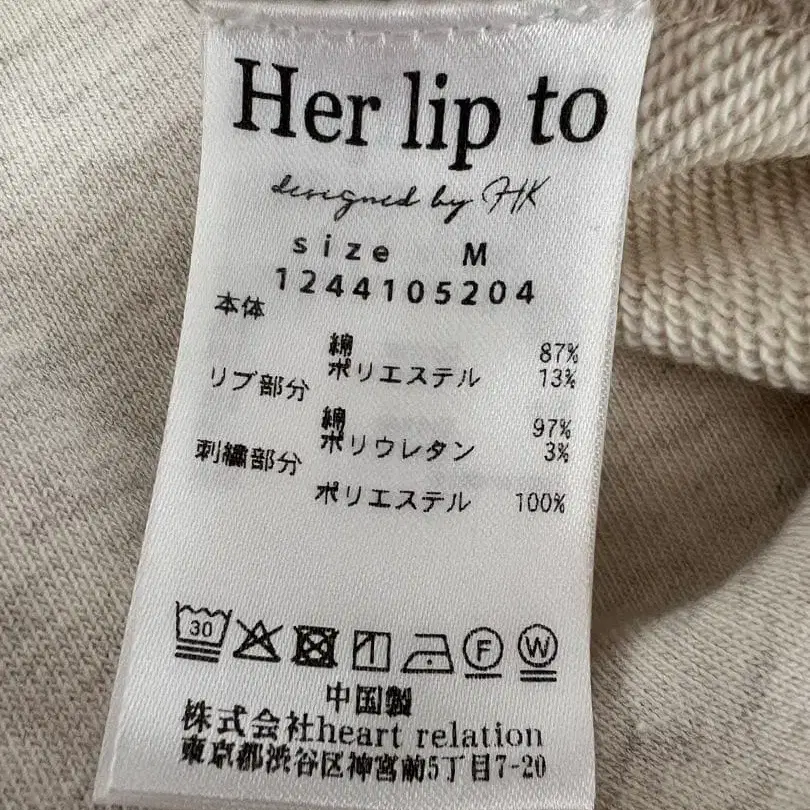 Her lip to
designed by HK
size M
1244105204
本体
綿 87%
ポリエステル 13%
リブ部分
綿 97%
ポリウレタン 3%
刺繍部分
ポリエステル 100%
30 F W
中国製
株式会社heart relation
東京都渋谷区神宮前5丁目7-20